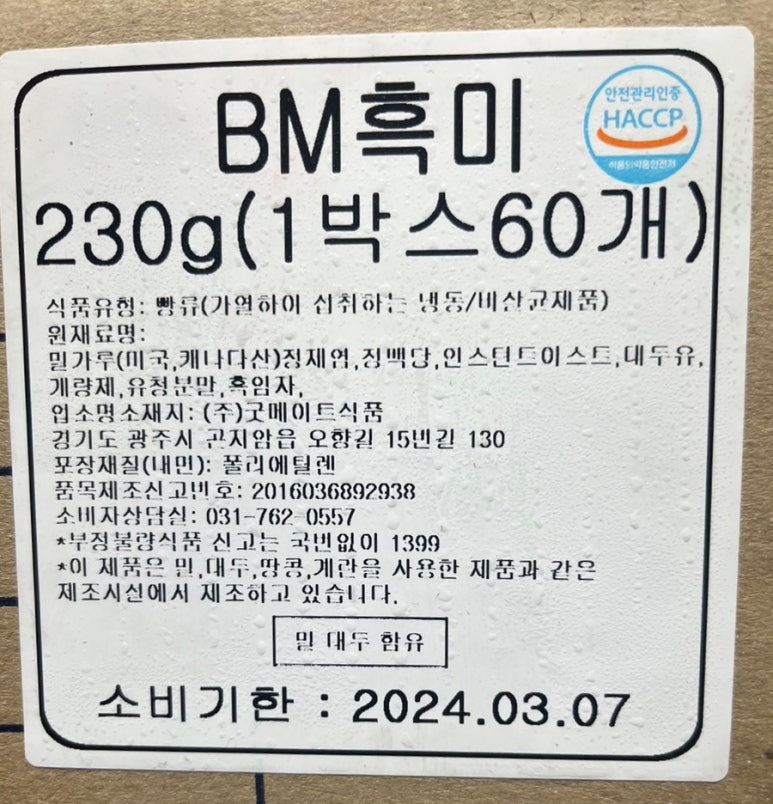 BM흑미
안전관리인증
HACCP
식품의약품안전처
230g(1박스60개)
식품유형: 빵류(가열하이 섭취하는 냉동/비살균제품)
원재료명:
밀가루(미국,캐나다산)정제염,정백당,인스턴트이스트,대두유,
개량제,유청분말,흑임자,
업소명소재지: (주)굿메이트식품
경기도 광주시 곤지암읍 오향길 15번길 130
포장재질(내면): 폴리에틸렌
품목제조신고번호: 2016036892938
소비자상담실: 031-762-0557
*부정불량식품 신고는 국번없이 1399
*이 제품은 밀,대두,땅콩,계란을 사용한 제품과 같은
제조시설에서 제조하고 있습니다.
밀 대두 함유
소비기한 : 2024.03.07